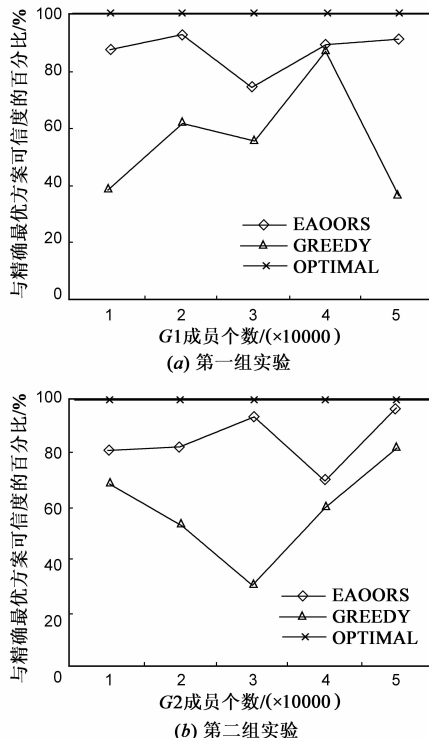 与精确最优方案可信度的百分比/%
100
80
60
40
20
0
EAOORS
GREEDY
OPTIMAL
1 2 3 4 5
G1成员个数/(×10000)
(a) 第一组实验
与精确最优方案可信度的百分比/%
100
80
60
40
20
0
EAOORS
GREEDY
OPTIMAL
1 2 3 4 5
G2成员个数/(×10000)
(b) 第二组实验